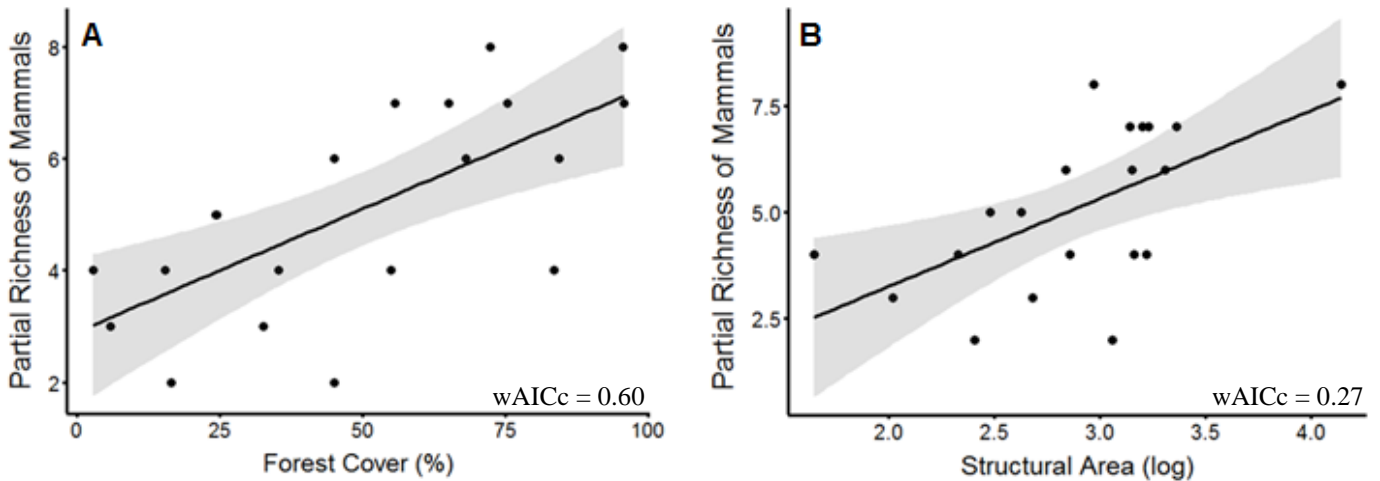 A
Partial Richness of Mammals
8
6
4
2
wAICc = 0.60
0
25
50
75
100
Forest Cover (%)
B
Partial Richness of Mammals
7.5
5.0
2.5
wAICc = 0.27
2.0
2.5
3.0
3.5
4.0
Structural Area (log)